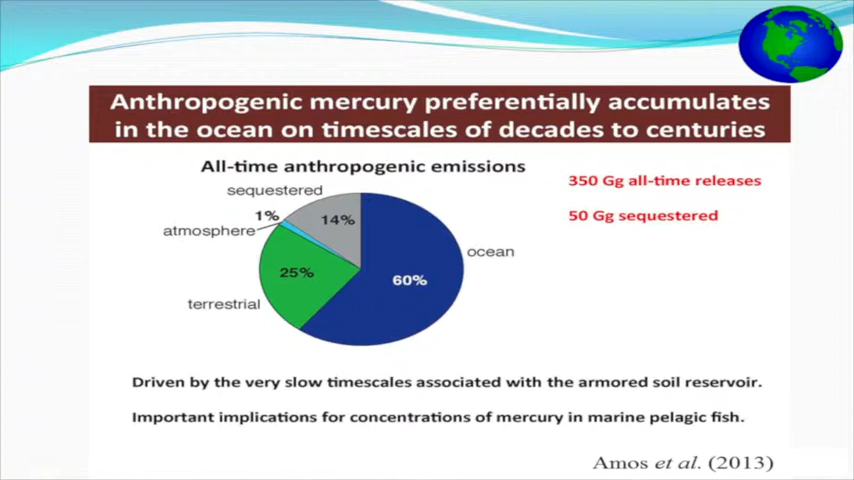 Anthropogenic mercury preferentially accumulates
in the ocean on timescales of decades to centuries
All-time anthropogenic emissions
350 Gg all-time releases
sequestered
50 Gg sequestered
1%
14%
atmosphere
ocean
25%
60%
terrestrial
Driven by the very slow timescales associated with the armored soil reservoir.
Important implications for concentrations of mercury in marine pelagic fish.
Amos et al. (2013)